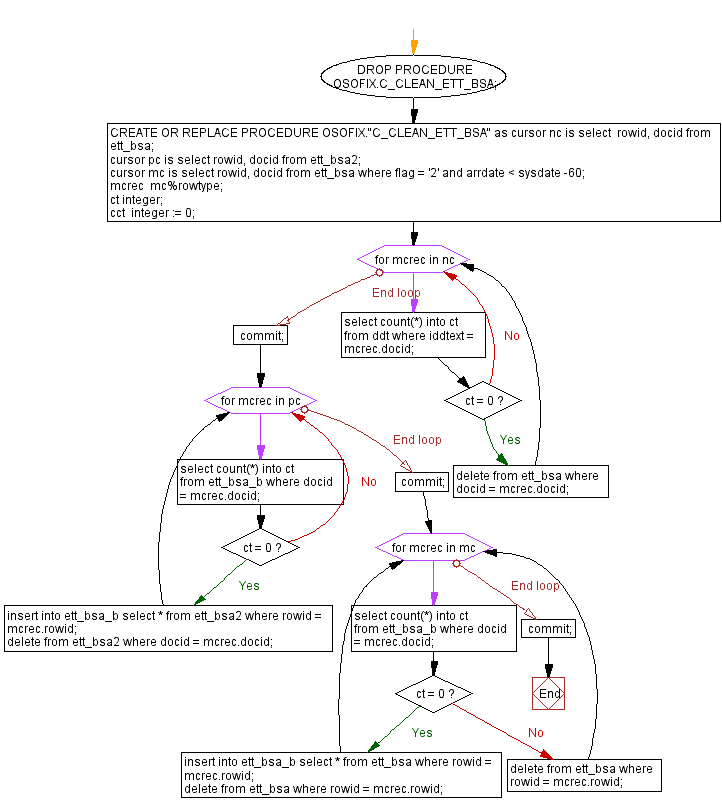 DROP PROCEDURE
OSOFIX.C_CLEAN_ETT_BSA;
CREATE OR REPLACE PROCEDURE OSOFIX."C_CLEAN_ETT_BSA" as cursor nc is select  rowid, docid from
ett_bsa;
cursor pc is select rowid, docid from ett_bsa2;
cursor mc is select rowid, docid from ett_bsa where flag = '2' and arrdate < sysdate -60;
mcrec  mc%rowtype;
ct integer;
cct  integer := 0;
for mcrec in nc
End loop
select count(*) into ct
from ddt where iddtext =
mcrec.docid;
No
commit;
ct = 0 ?
for mcrec in pc
Yes
End loop
select count(*) into ct
from ett_bsa_b where docid
= mcrec.docid;
No
commit;
delete from ett_bsa where
docid = mcrec.docid;
ct = 0 ?
for mcrec in mc
Yes
End loop
insert into ett_bsa_b select * from ett_bsa2 where rowid =
mcrec.rowid;
delete from ett_bsa2 where docid = mcrec.docid;
select count(*) into ct
from ett_bsa_b where docid
= mcrec.docid;
commit;
ct = 0 ?
End
Yes
No
insert into ett_bsa_b select * from ett_bsa where rowid =
mcrec.rowid;
delete from ett_bsa where rowid = mcrec.rowid;
delete from ett_bsa where
rowid = mcrec.rowid;